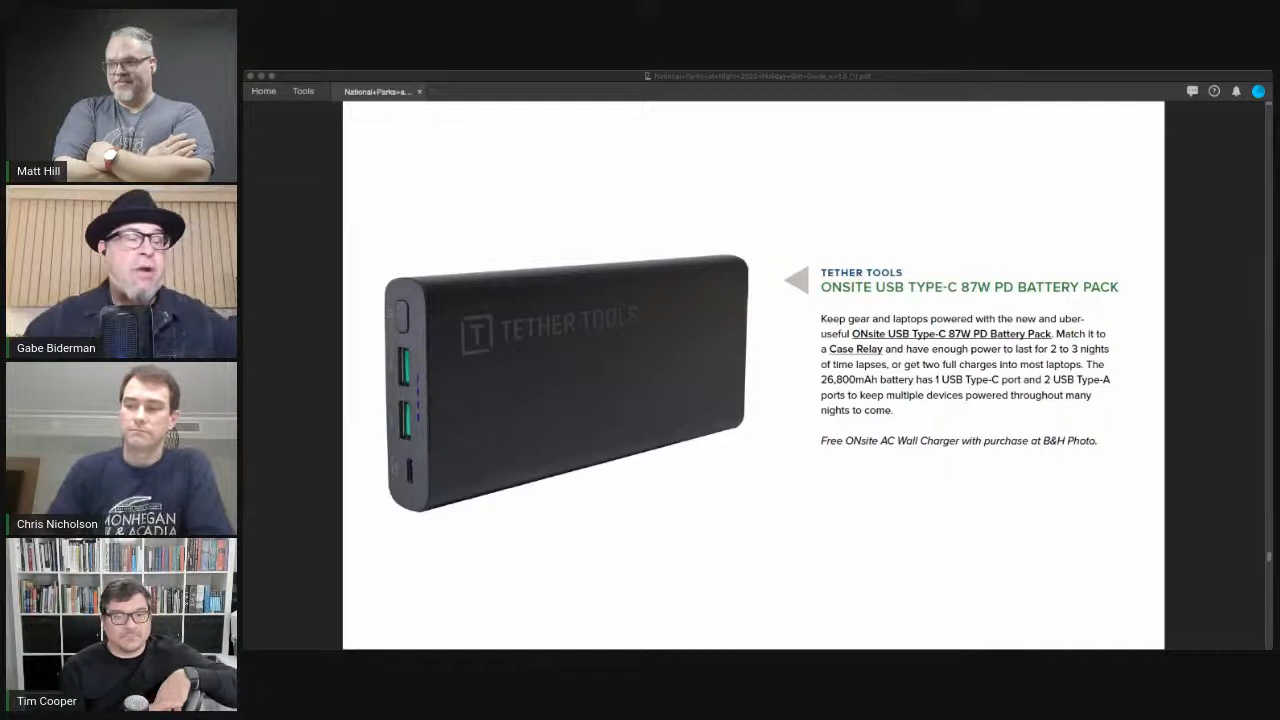 Matt Hill
Gabe Biderman
MONHEGAN
& ACADIA
Chris Nicholson
Tim Cooper
Home Tools National+Parks+a... ×
TETHER TOOLS
TETHER TOOLS
ONSITE USB TYPE-C 87W PD BATTERY PACK
Keep gear and laptops powered with the new and uber-
useful ONsite USB Type-C 87W PD Battery Pack. Match it to
a Case Relay and have enough power to last for 2 to 3 nights
of time lapses, or get two full charges into most laptops. The
26,800mAh battery has 1 USB Type-C port and 2 USB Type-A
ports to keep multiple devices powered throughout many
nights to come.
Free ONsite AC Wall Charger with purchase at B&H Photo.